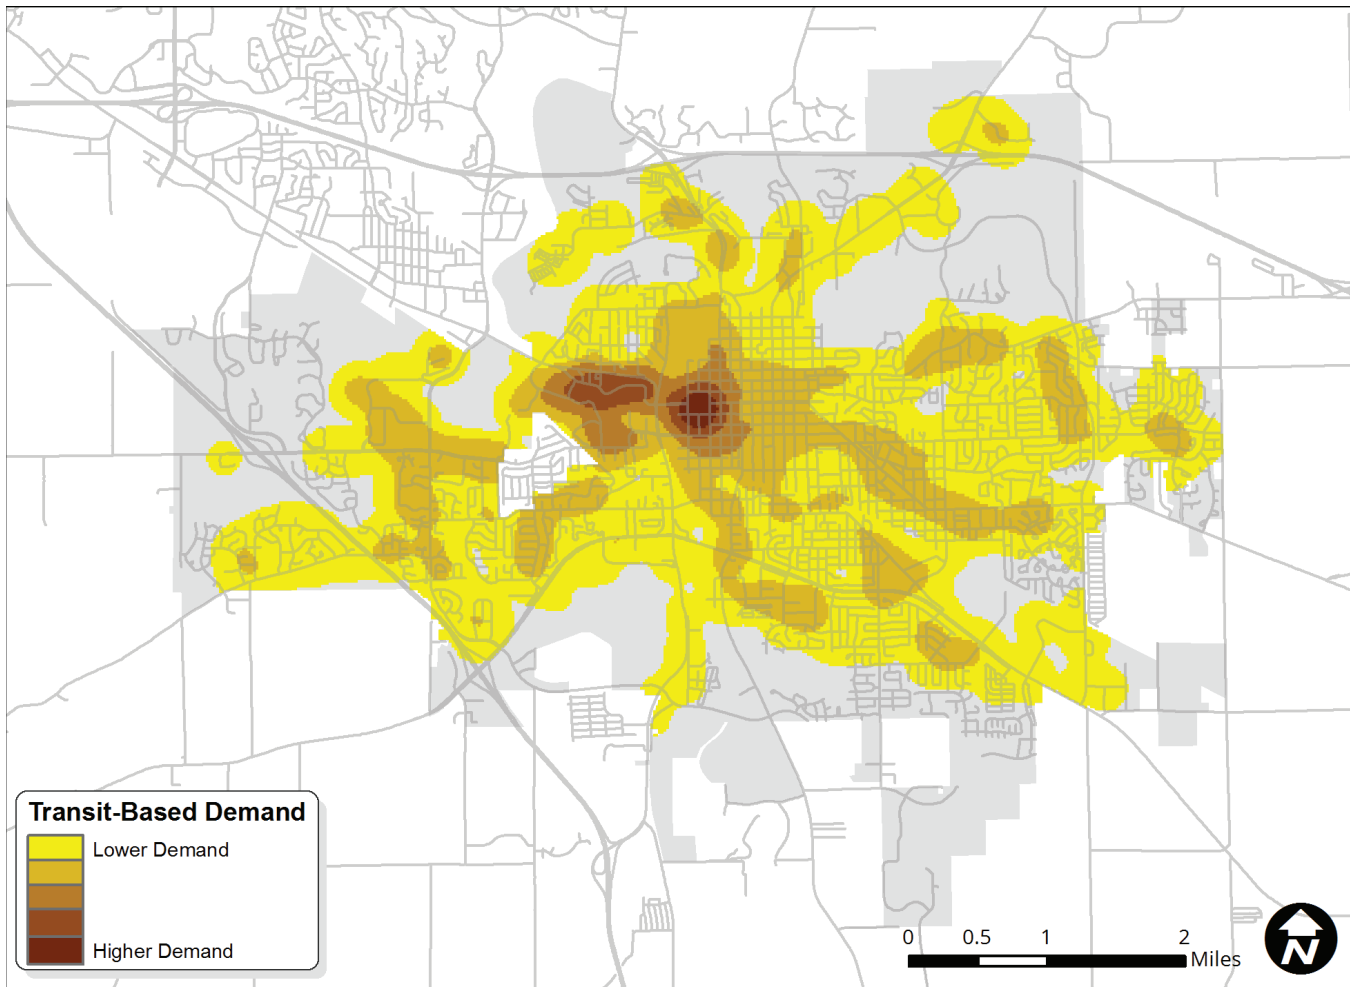 Transit-Based Demand
Lower Demand
Higher Demand
0 0.5 1 2
Miles
N